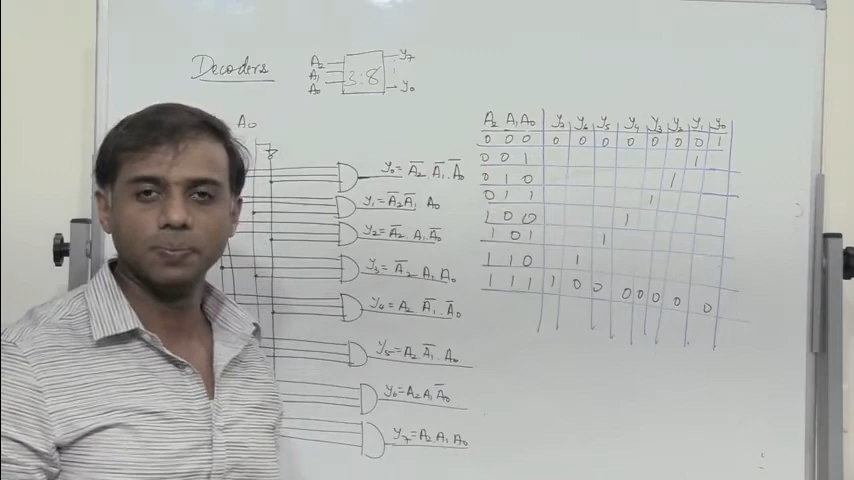 Decoders
A₂ Y₇
A₁ 3:8
A₀ Y₀
A₀
Y₀ = A̅₂ A̅₁ . A̅₀
Y₁ = A̅₂ A̅₁ A₀
Y₂ = A̅₂ . A₁ . A̅₀
Y₃ = A̅₂ A₁ A₀
Y₄ = A₂ A̅₁ . A̅₀
Y₅ = A₂ A̅₁ . A₀
Y₆ = A₂ A₁ A̅₀
Y₇ = A₂ A₁ A₀
A₂ A₁ A₀ Y₇ Y₆ Y₅ Y₄ Y₃ Y₂ Y₁ Y₀
0 0 0 0 0 0 0 0 0 0 1
0 0 1 1
0 1 0 1
0 1 1 1
1 0 0 1
1 0 1 1
1 1 0 1
1 1 1 1 0 0 0 0 0 0 0